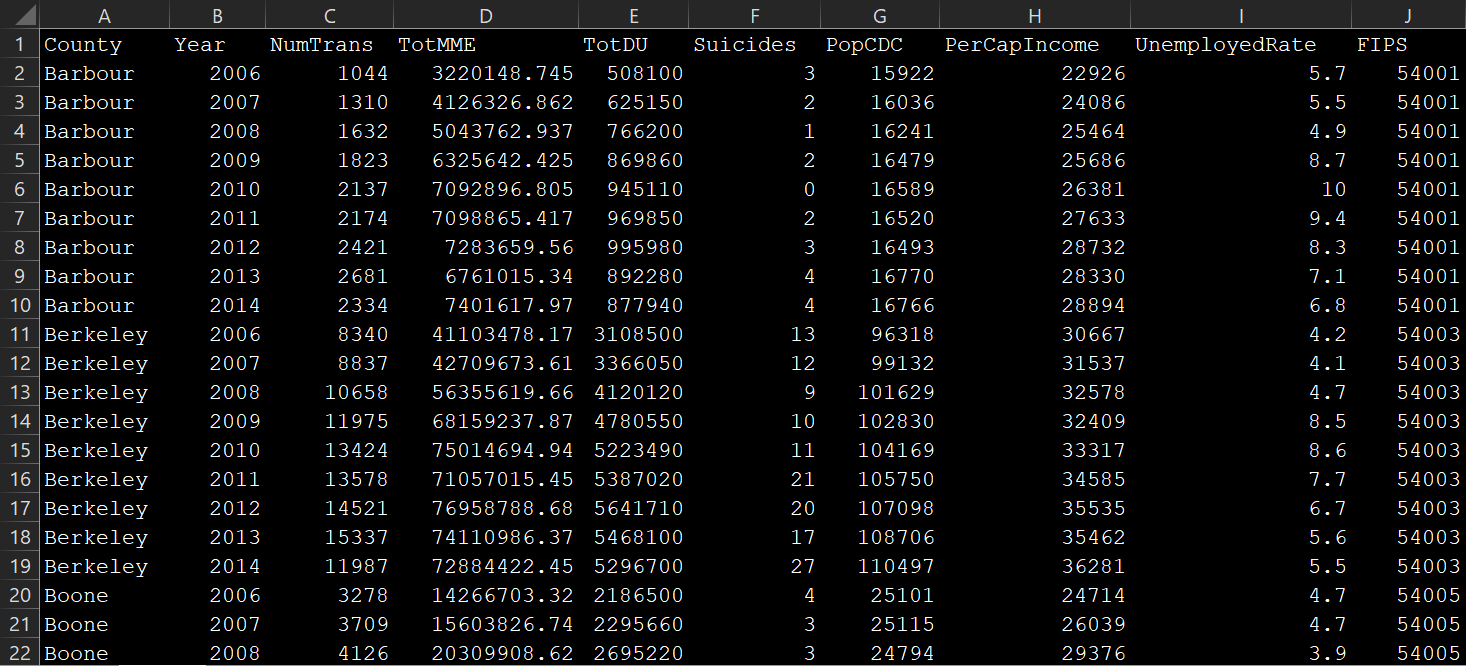 A B C D E F G H I J
1 County Year NumTrans TotMME TotDU Suicides PopCDC PerCapIncome UnemployedRate FIPS
2 Barbour 2006 1044 3220148.745 508100 3 15922 22926 5.7 54001
3 Barbour 2007 1310 4126326.862 625150 2 16036 24086 5.5 54001
4 Barbour 2008 1632 5043762.937 766200 1 16241 25464 4.9 54001
5 Barbour 2009 1823 6325642.425 869860 2 16479 25686 8.7 54001
6 Barbour 2010 2137 7092896.805 945110 0 16589 26381 10 54001
7 Barbour 2011 2174 7098865.417 969850 2 16520 27633 9.4 54001
8 Barbour 2012 2421 7283659.56 995980 3 16493 28732 8.3 54001
9 Barbour 2013 2681 6761015.34 892280 4 16770 28330 7.1 54001
10 Barbour 2014 2334 7401617.97 877940 4 16766 28894 6.8 54001
11 Berkeley 2006 8340 41103478.17 3108500 13 96318 30667 4.2 54003
12 Berkeley 2007 8837 42709673.61 3366050 12 99132 31537 4.1 54003
13 Berkeley 2008 10658 56355619.66 4120120 9 101629 32578 4.7 54003
14 Berkeley 2009 11975 68159237.87 4780550 10 102830 32409 8.5 54003
15 Berkeley 2010 13424 75014694.94 5223490 11 104169 33317 8.6 54003
16 Berkeley 2011 13578 71057015.45 5387020 21 105750 34585 7.7 54003
17 Berkeley 2012 14521 76958788.68 5641710 20 107098 35535 6.7 54003
18 Berkeley 2013 15337 74110986.37 5468100 17 108706 35462 5.6 54003
19 Berkeley 2014 11987 72884422.45 5296700 27 110497 36281 5.5 54003
20 Boone 2006 3278 14266703.32 2186500 4 25101 24714 4.7 54005
21 Boone 2007 3709 15603826.74 2295660 3 25115 26039 4.7 54005
22 Boone 2008 4126 20309908.62 2695220 3 24794 29376 3.9 54005